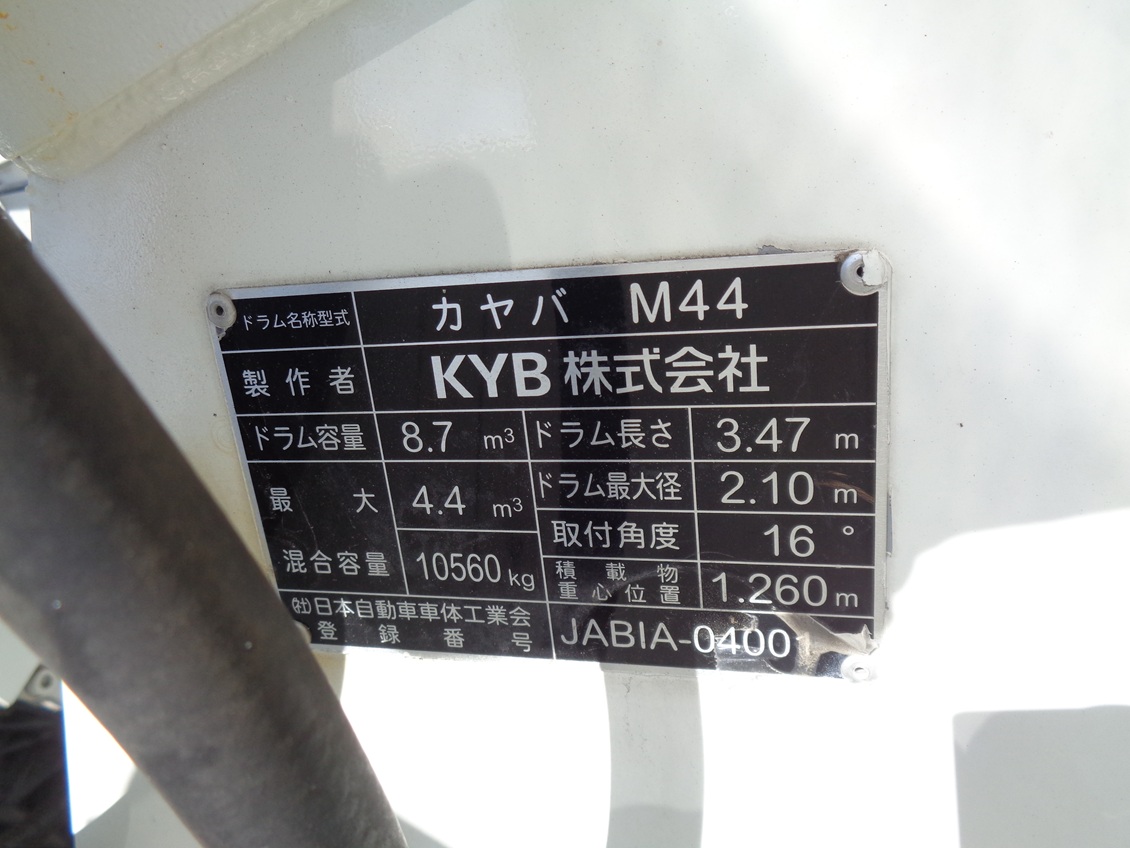 ドラム名称型式 カヤバ M44
製作者 KYB株式会社
ドラム容量 8.7 m³ ドラム長さ 3.47 m
最大 4.4 m³ ドラム最大径 2.10 m
取付角度 16 °
混合容量 10560 kg 積載物重心位置 1.260 m
㈳日本自動車車体工業会
登録番号 JABIA-0400